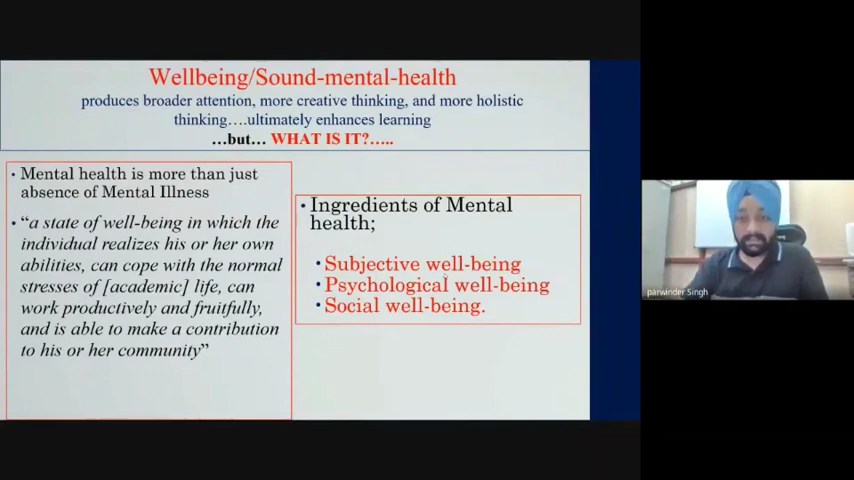 Wellbeing/Sound-mental-health
produces broader attention, more creative thinking, and more holistic
thinking….ultimately enhances learning
…but… WHAT IS IT?…..
• Mental health is more than just
absence of Mental Illness
• “a state of well-being in which the
individual realizes his or her own
abilities, can cope with the normal
stresses of [academic] life, can
work productively and fruitfully,
and is able to make a contribution
to his or her community”
• Ingredients of Mental
health;
• Subjective well-being
• Psychological well-being
• Social well-being.
parwinder Singh